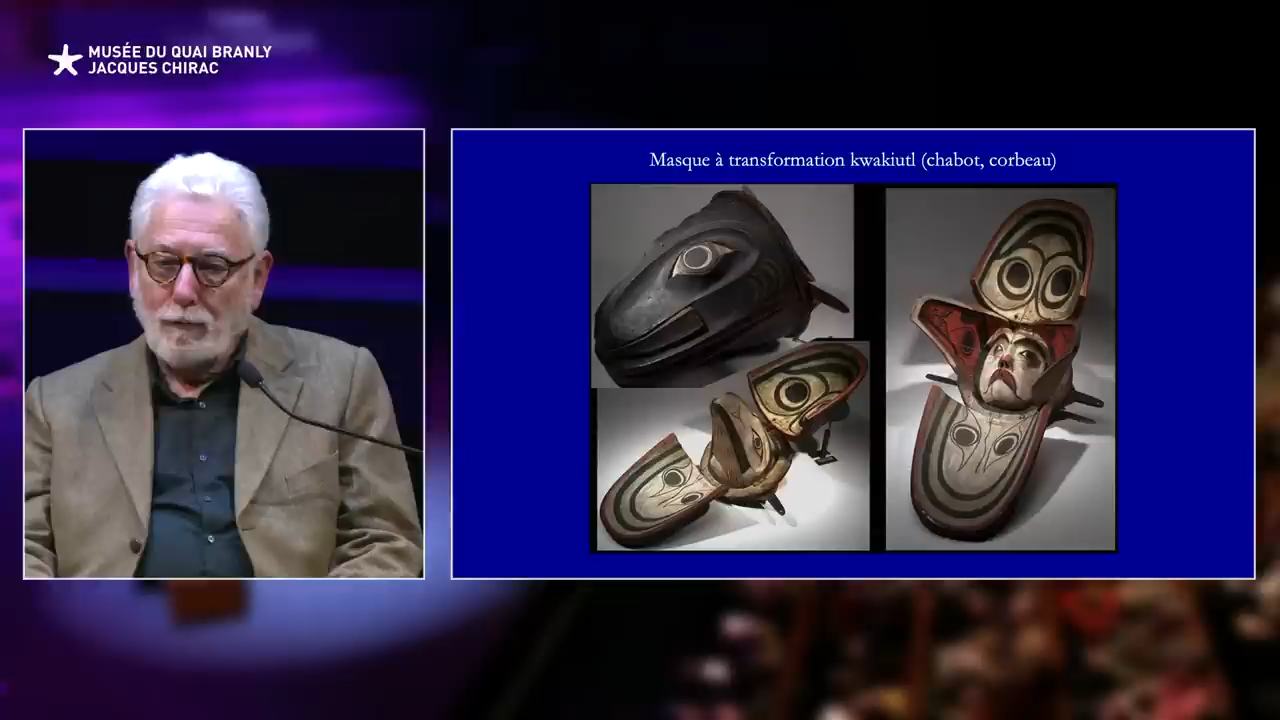 MUSÉE DU QUAI BRANLY
JACQUES CHIRAC
Masque à transformation kwakiutl (chabot, corbeau)